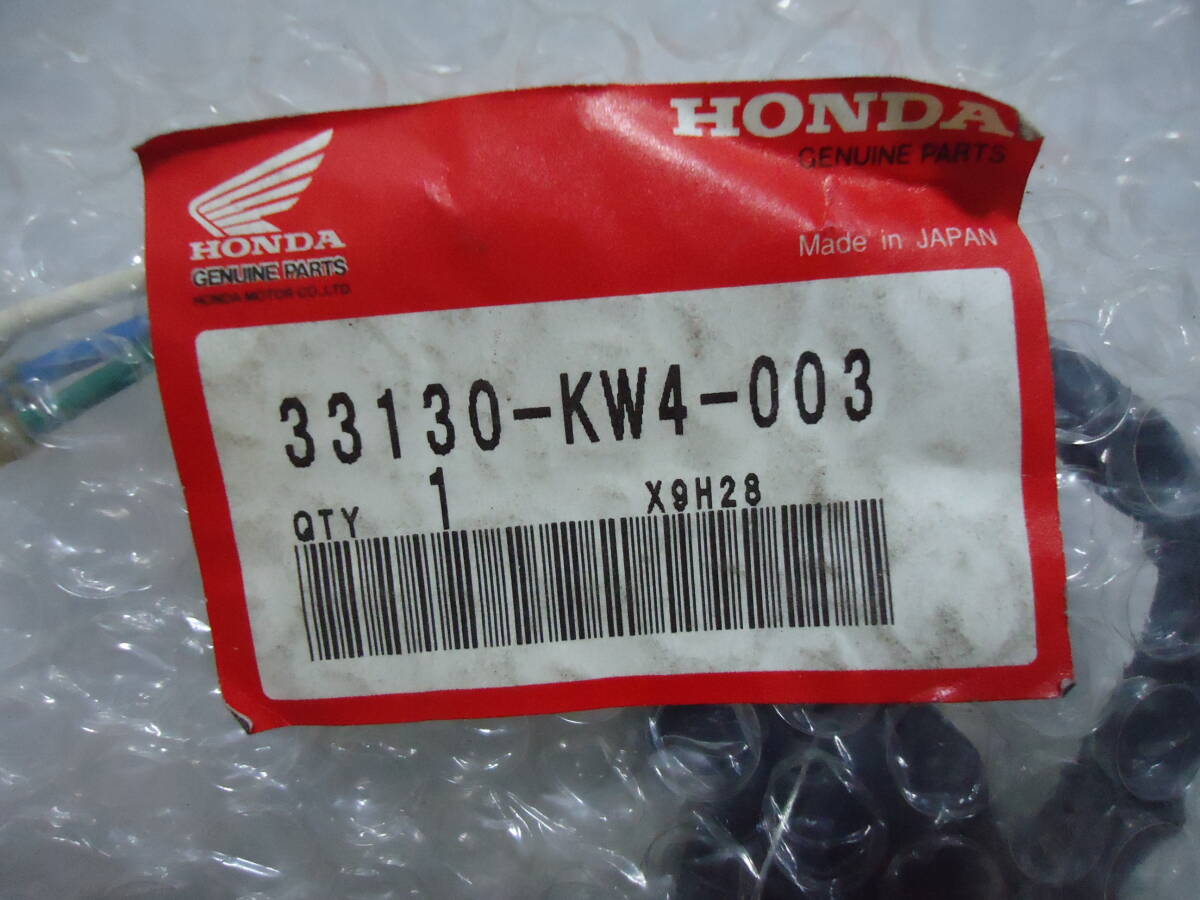 HONDA
GENUINE PARTS
Made in JAPAN
HONDA
GENUINE PARTS
HONDA MOTOR CO.,LTD.
33130-KW4-003
QTY 1 X9H28